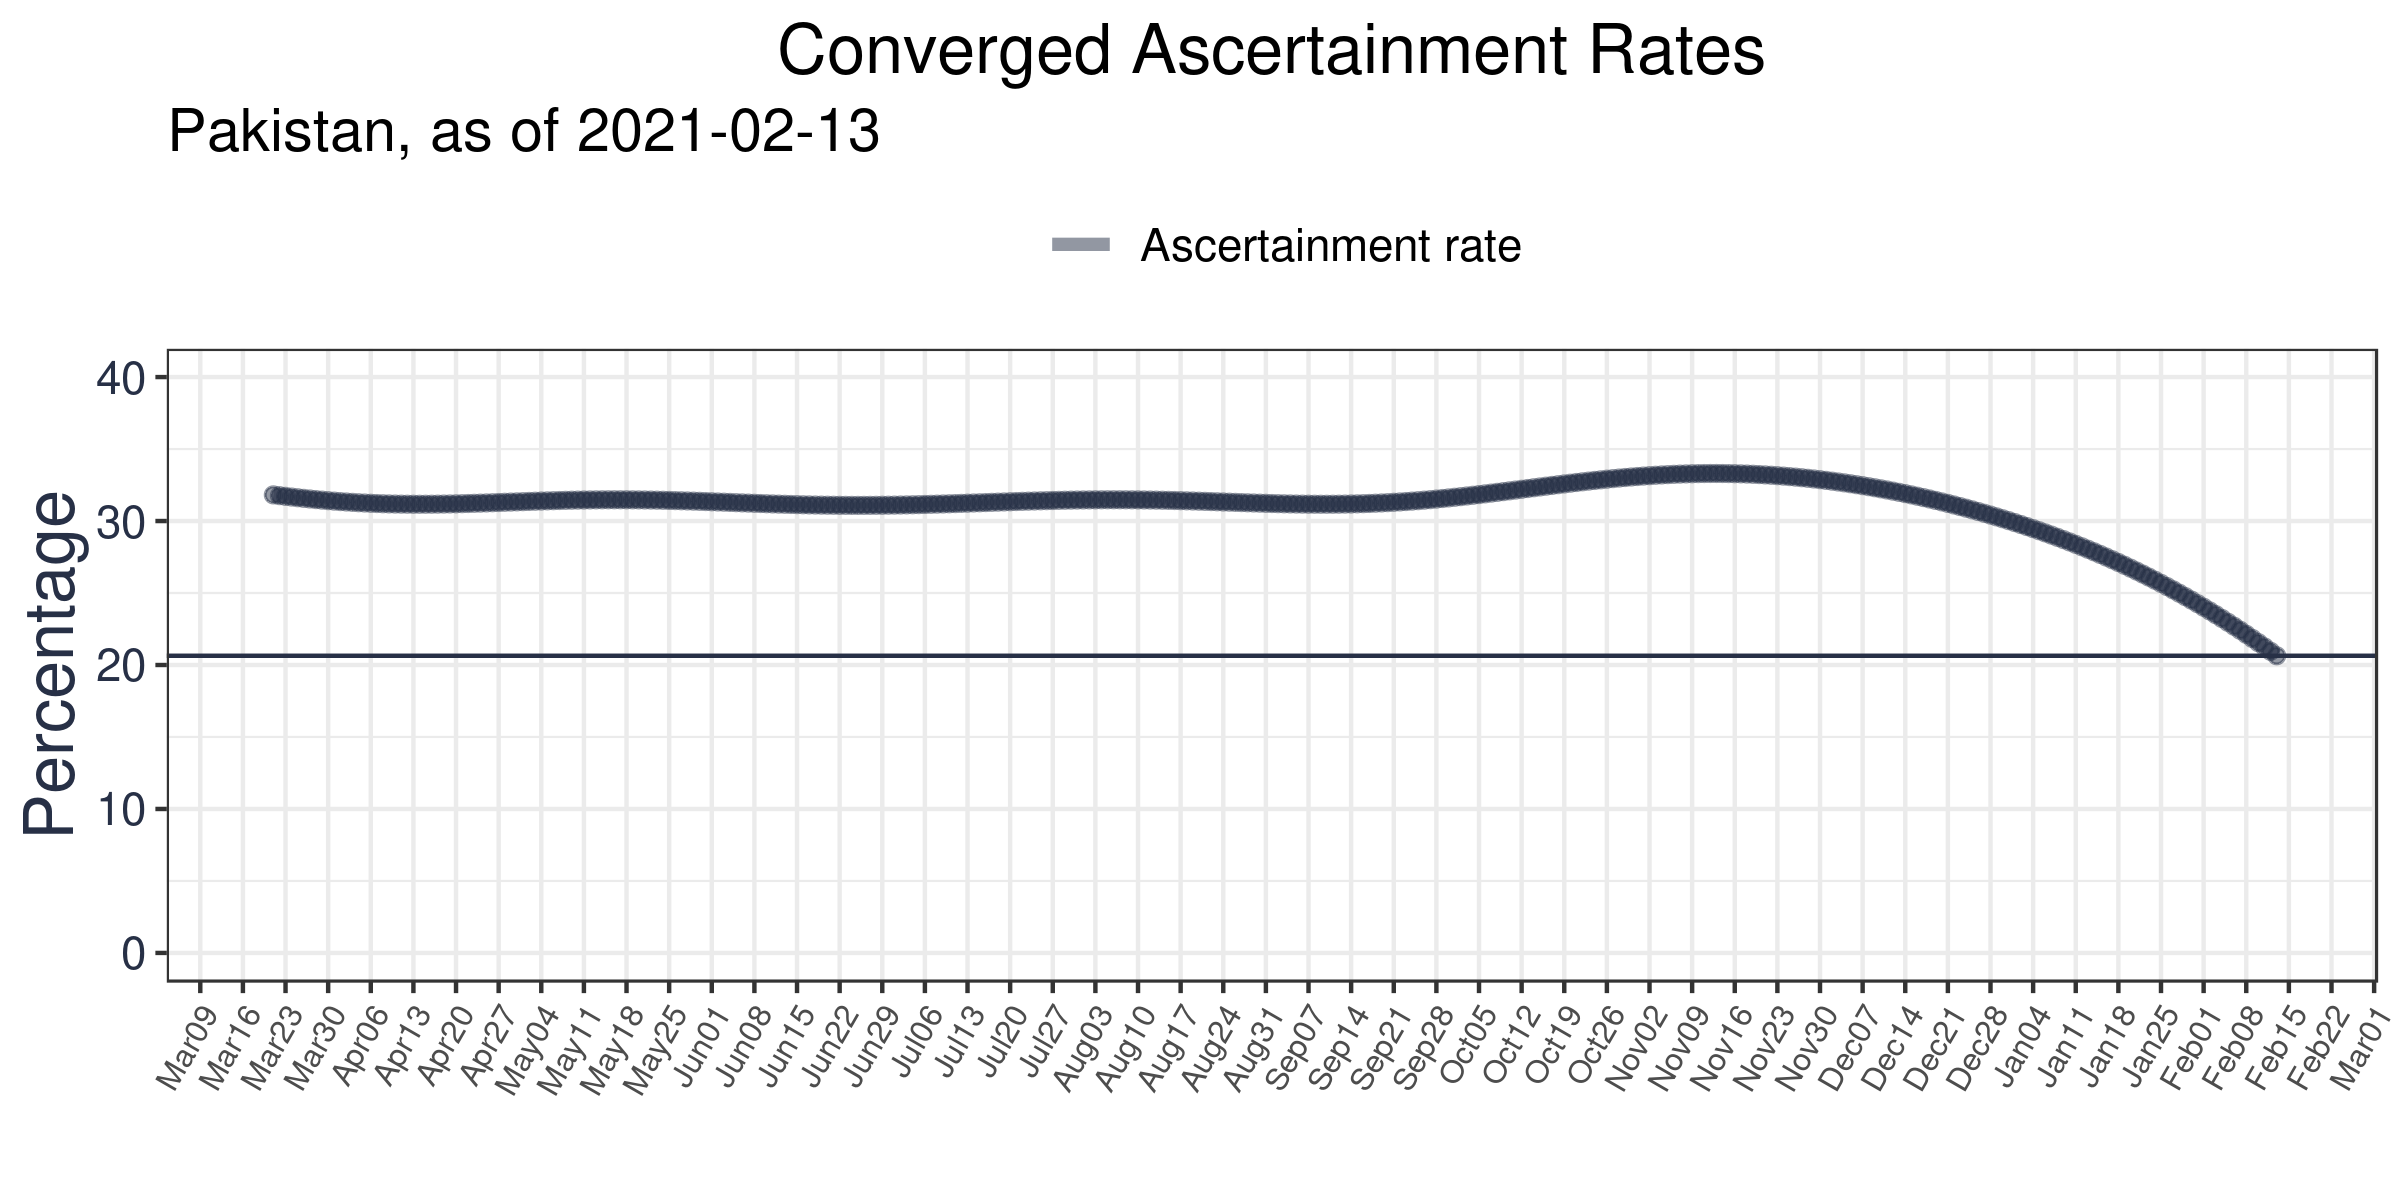 Converged Ascertainment Rates
Pakistan, as of 2021-02-13
Ascertainment rate
Percentage
40
30
20
10
0
Mar09
Mar16
Mar23
Mar30
Apr06
Apr13
Apr20
Apr27
May04
May11
May18
May25
Jun01
Jun08
Jun15
Jun22
Jun29
Jul06
Jul13
Jul20
Jul27
Aug03
Aug10
Aug17
Aug24
Aug31
Sep07
Sep14
Sep21
Sep28
Oct05
Oct12
Oct19
Oct26
Nov02
Nov09
Nov16
Nov23
Nov30
Dec07
Dec14
Dec21
Dec28
Jan04
Jan11
Jan18
Jan25
Feb01
Feb08
Feb15
Feb22
Mar01